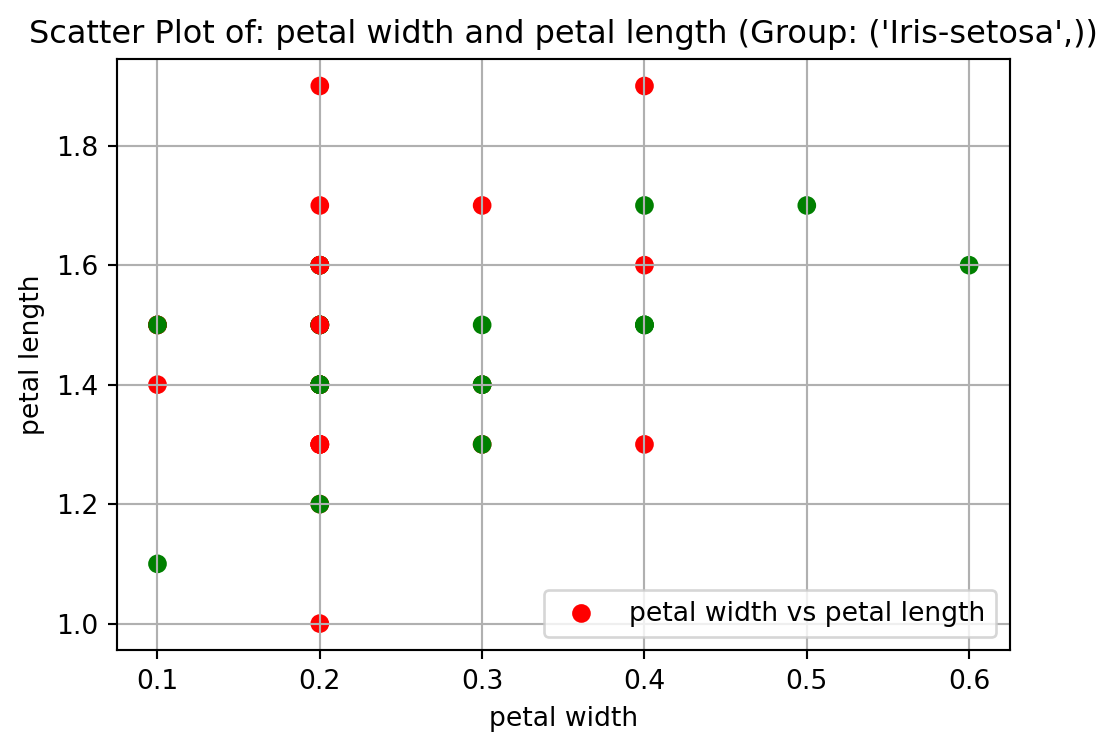 Scatter Plot of: petal width and petal length (Group: ('Iris-setosa',))
petal length
1.8
1.6
1.4
1.2
1.0
petal width vs petal length
0.1 0.2 0.3 0.4 0.5 0.6
petal width